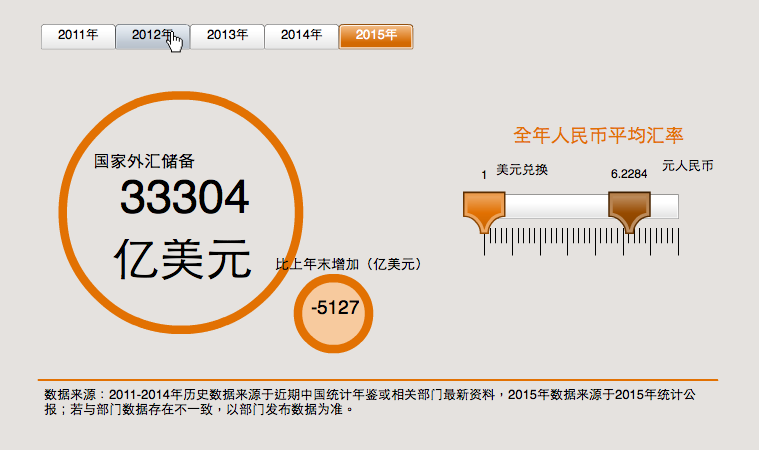 2011年 2012年 2013年 2014年 2015年
国家外汇储备
33304
亿美元
比上年末增加（亿美元）
-5127
全年人民币平均汇率
1 美元兑换 6.2284 元人民币
数据来源：2011-2014年历史数据来源于近期中国统计年鉴或相关部门最新资料，2015年数据来源于2015年统计公
报；若与部门数据存在不一致，以部门发布数据为准。